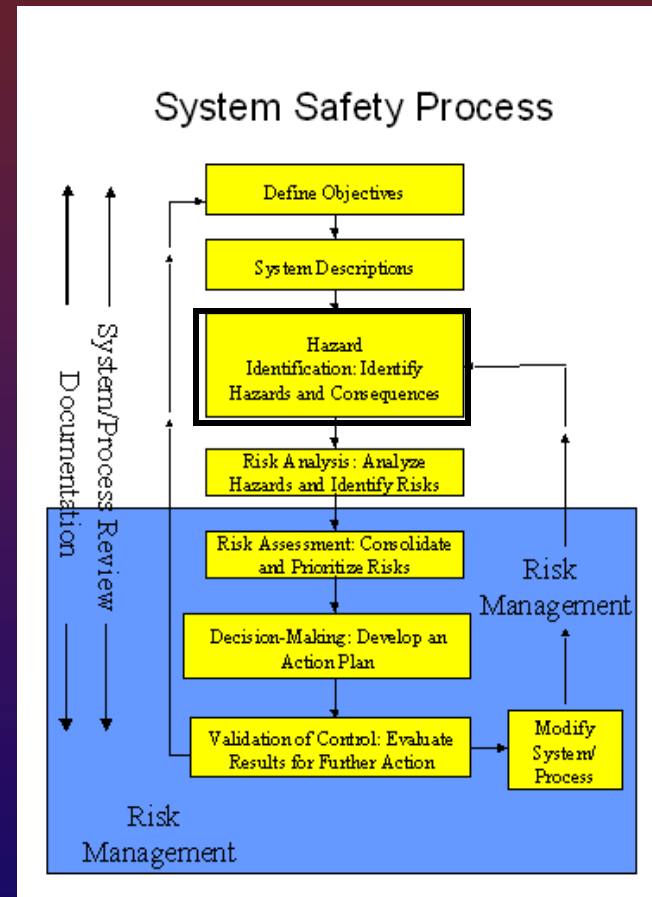 System Safety Process
Define Objectives
System Descriptions
Hazard
Identification: Identify
Hazards and Consequences
Risk Analysis: Analyze
Hazards and Identify Risks
Risk Assessment: Consolidate
and Prioritize Risks
Decision-Making: Develop an
Action Plan
Validation of Control: Evaluate
Results for Further Action
Modify
System/
Process
Risk
Management
Risk
Management
System/Process Review
Documentation